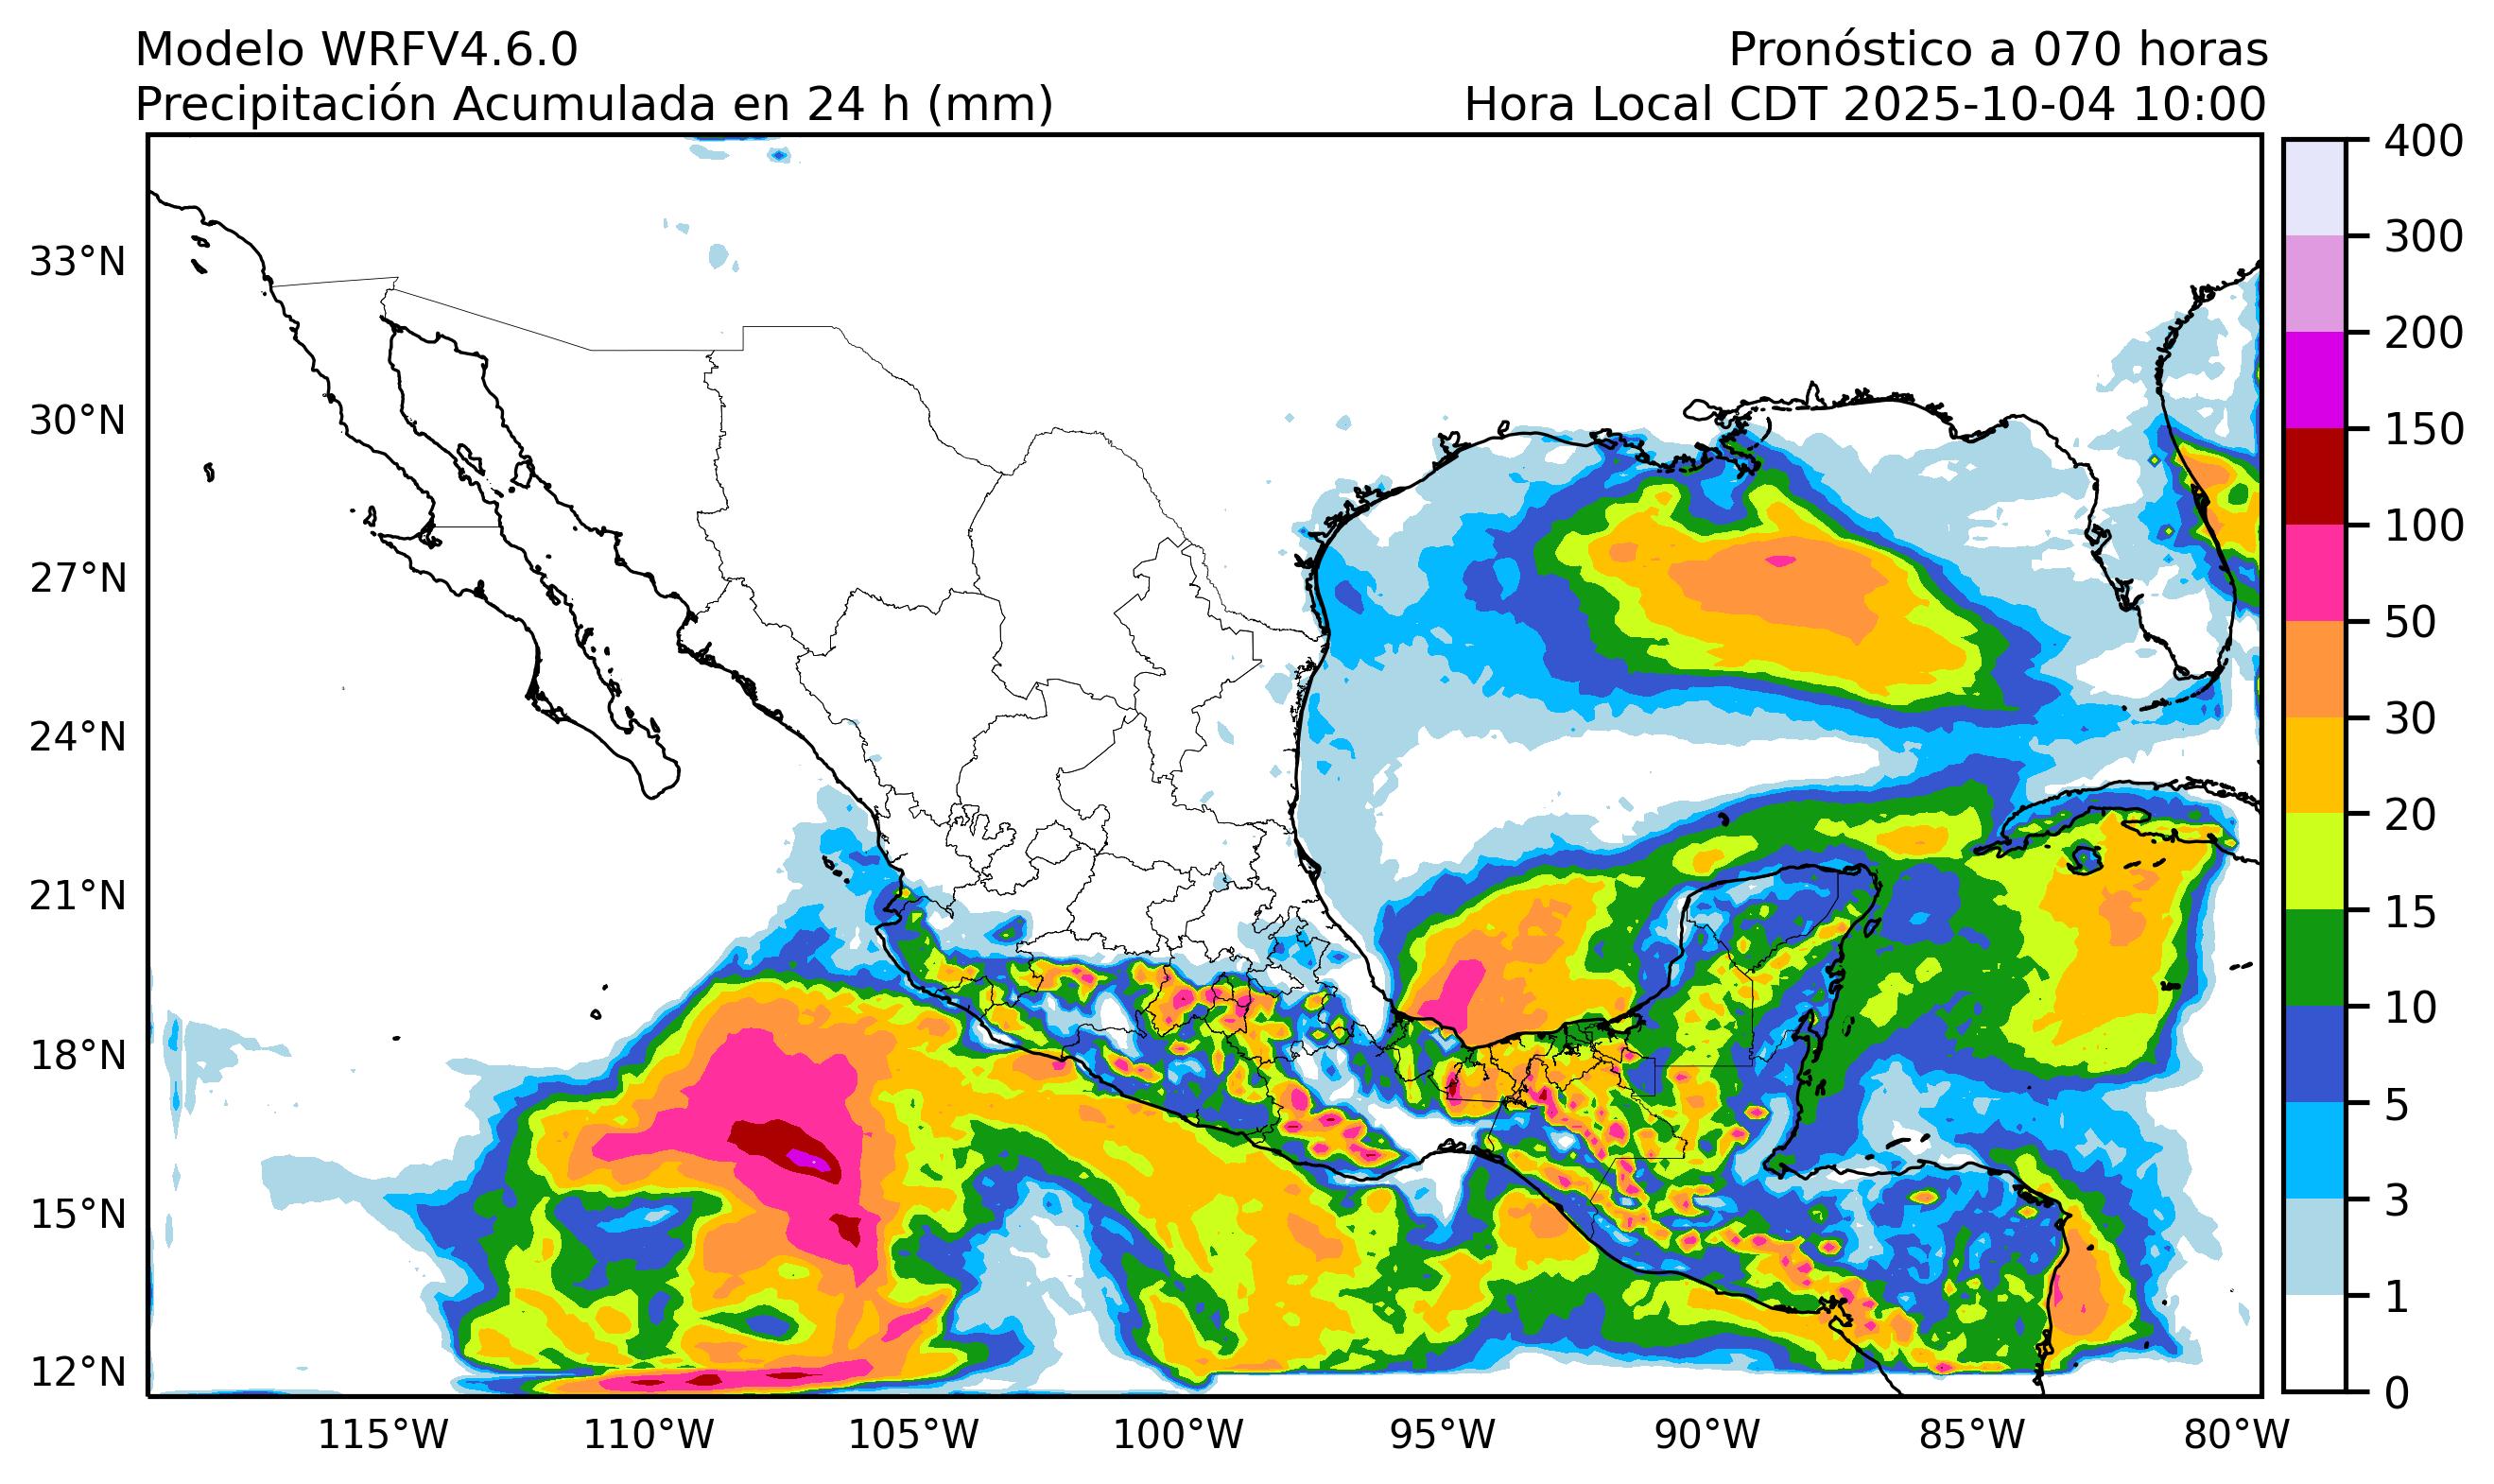 Modelo WRFV4.6.0
Pronóstico a 070 horas
Precipitación Acumulada en 24 h (mm)
Hora Local CDT 2025-10-04 10:00
33°N
30°N
27°N
24°N
21°N
18°N
15°N
12°N
115°W
110°W
105°W
100°W
95°W
90°W
85°W
80°W
400
300
200
150
100
50
30
20
15
10
5
3
1
0